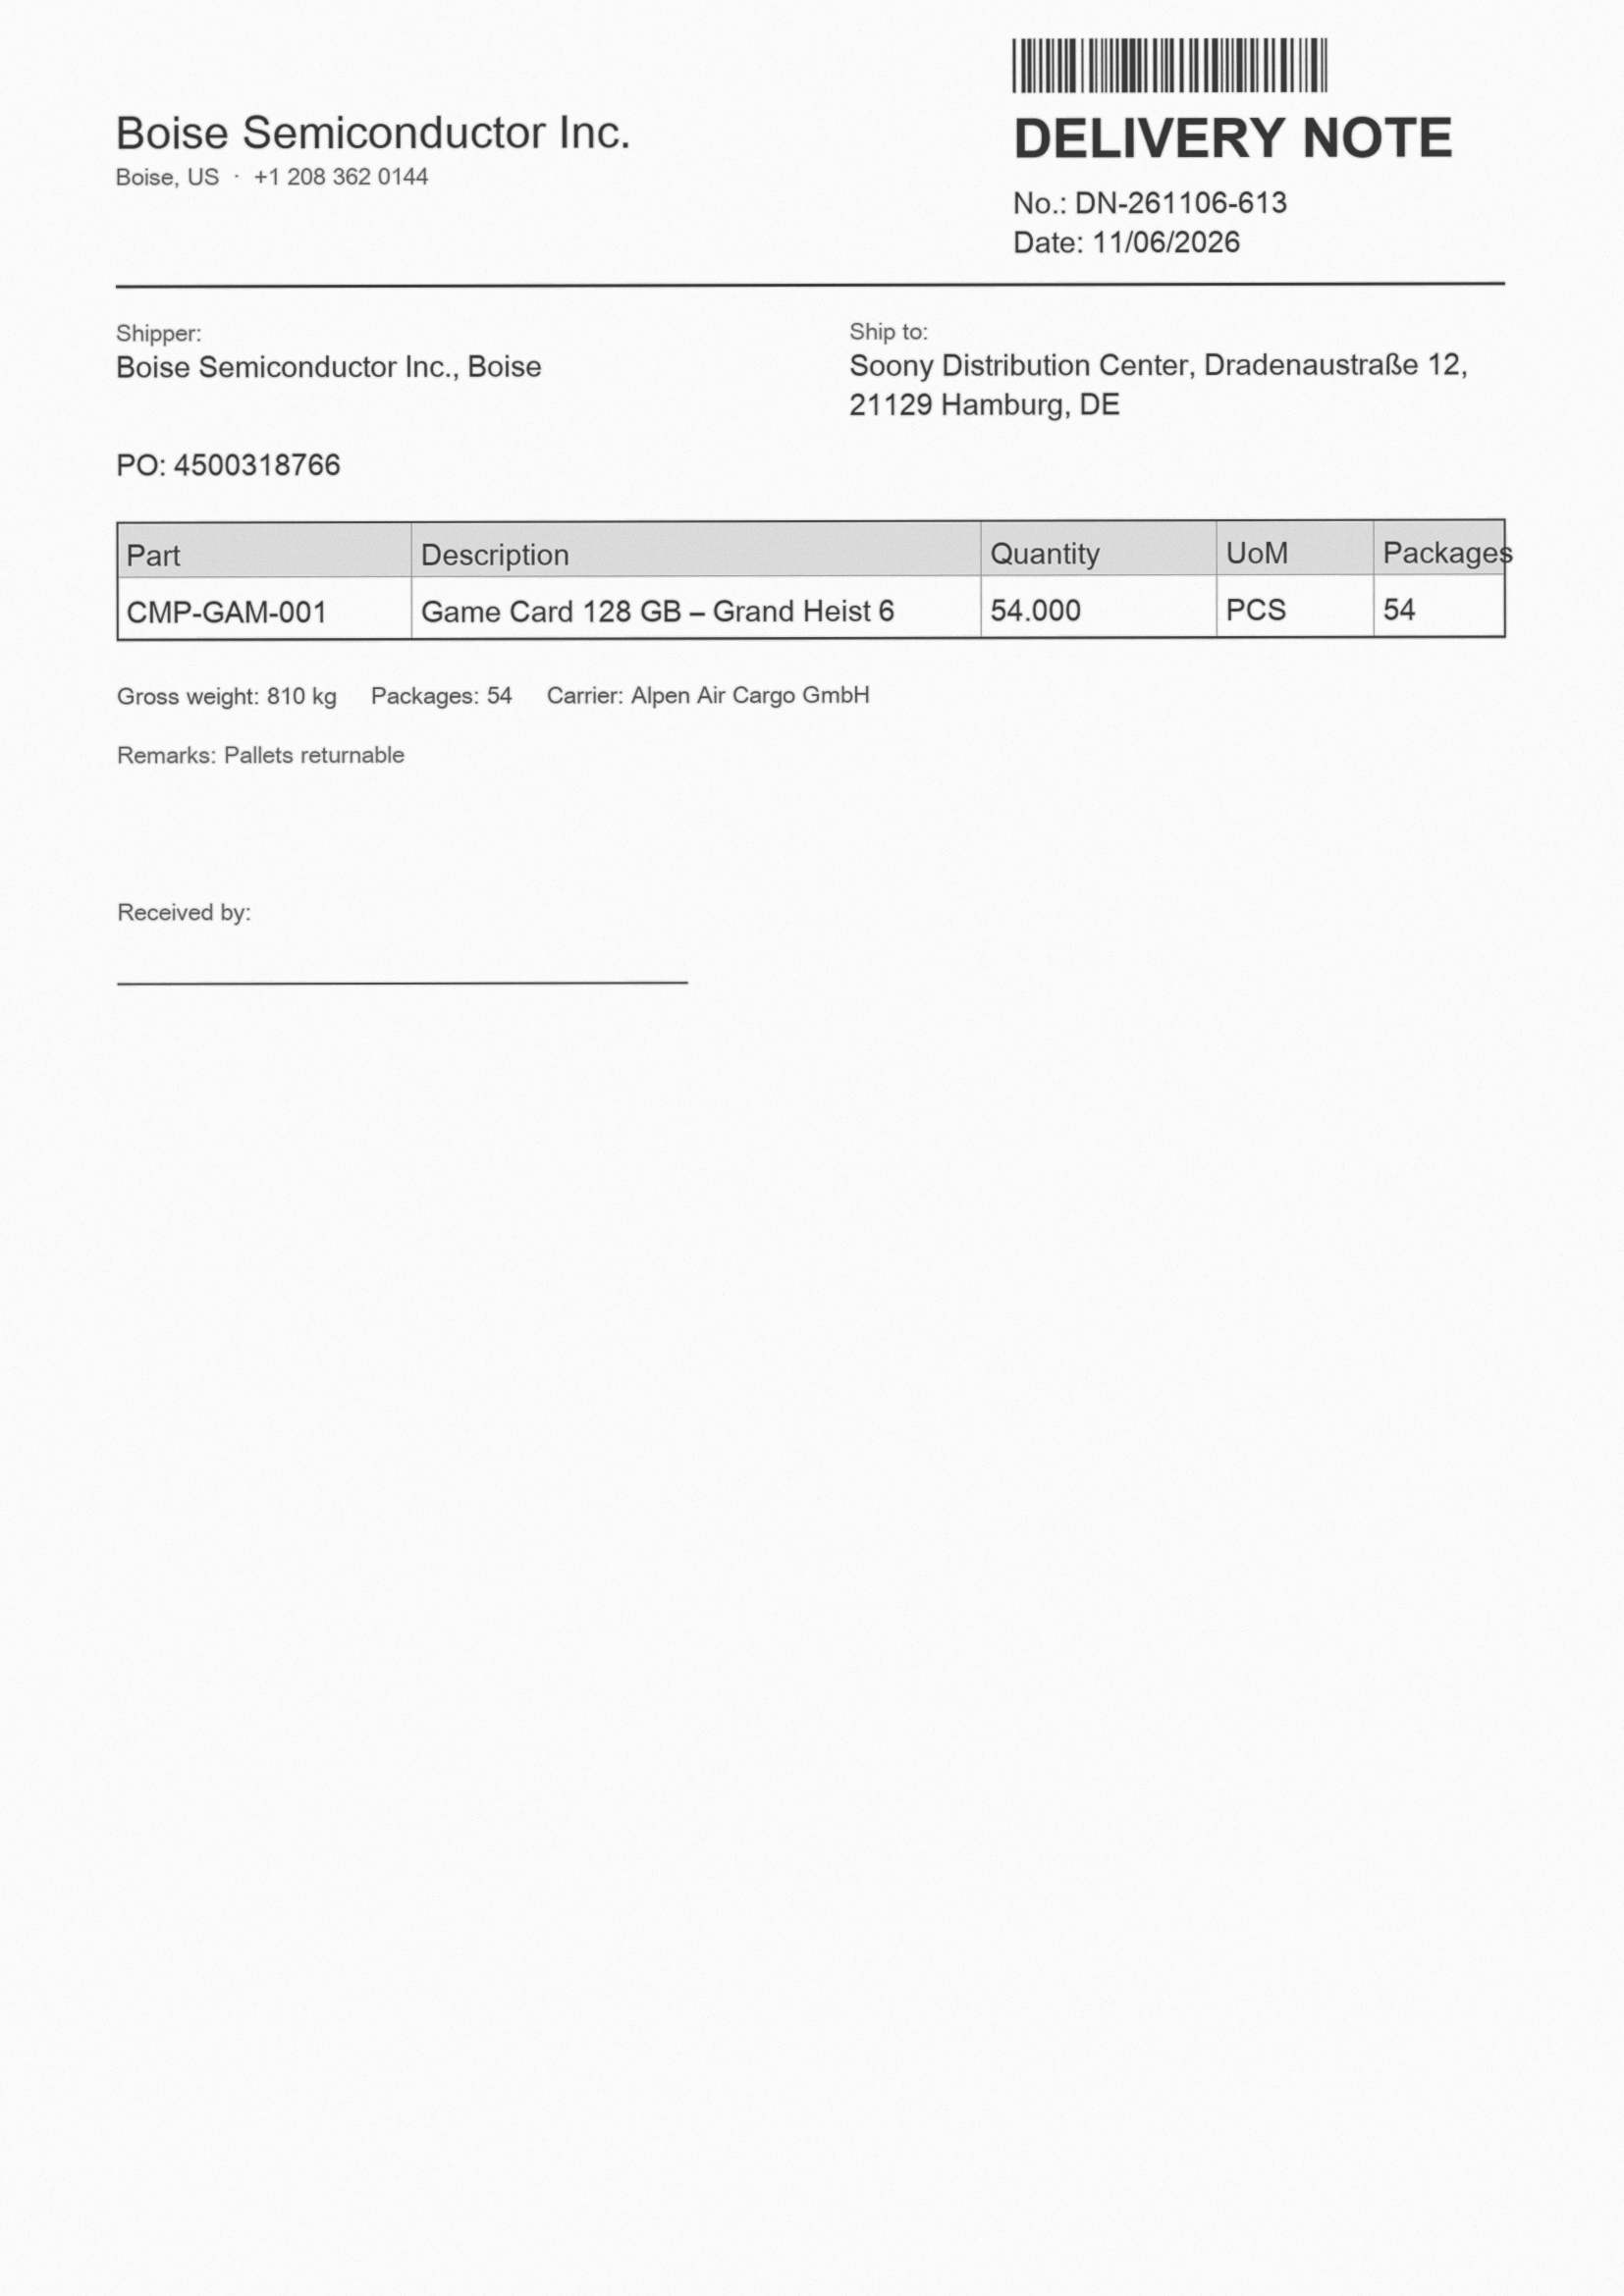 Boise Semiconductor Inc.
Boise, US · +1 208 362 0144
DELIVERY NOTE
No.: DN-261106-613
Date: 11/06/2026
Shipper:
Boise Semiconductor Inc., Boise
Ship to:
Soony Distribution Center, Dradenaustraße 12,
21129 Hamburg, DE
PO: 4500318766
Part Description Quantity UoM Packages
CMP-GAM-001 Game Card 128 GB – Grand Heist 6 54.000 PCS 54
Gross weight: 810 kg Packages: 54 Carrier: Alpen Air Cargo GmbH
Remarks: Pallets returnable
Received by: